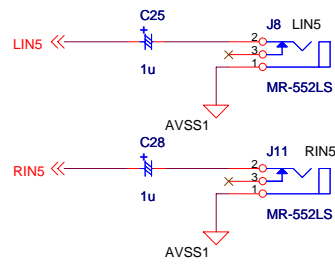 C25
J8 LIN5
LIN5
+
2
3
1
1u
MR-552LS
AVSS1
C28
J11 RIN5
RIN5
+
2
3
1
1u
MR-552LS
AVSS1